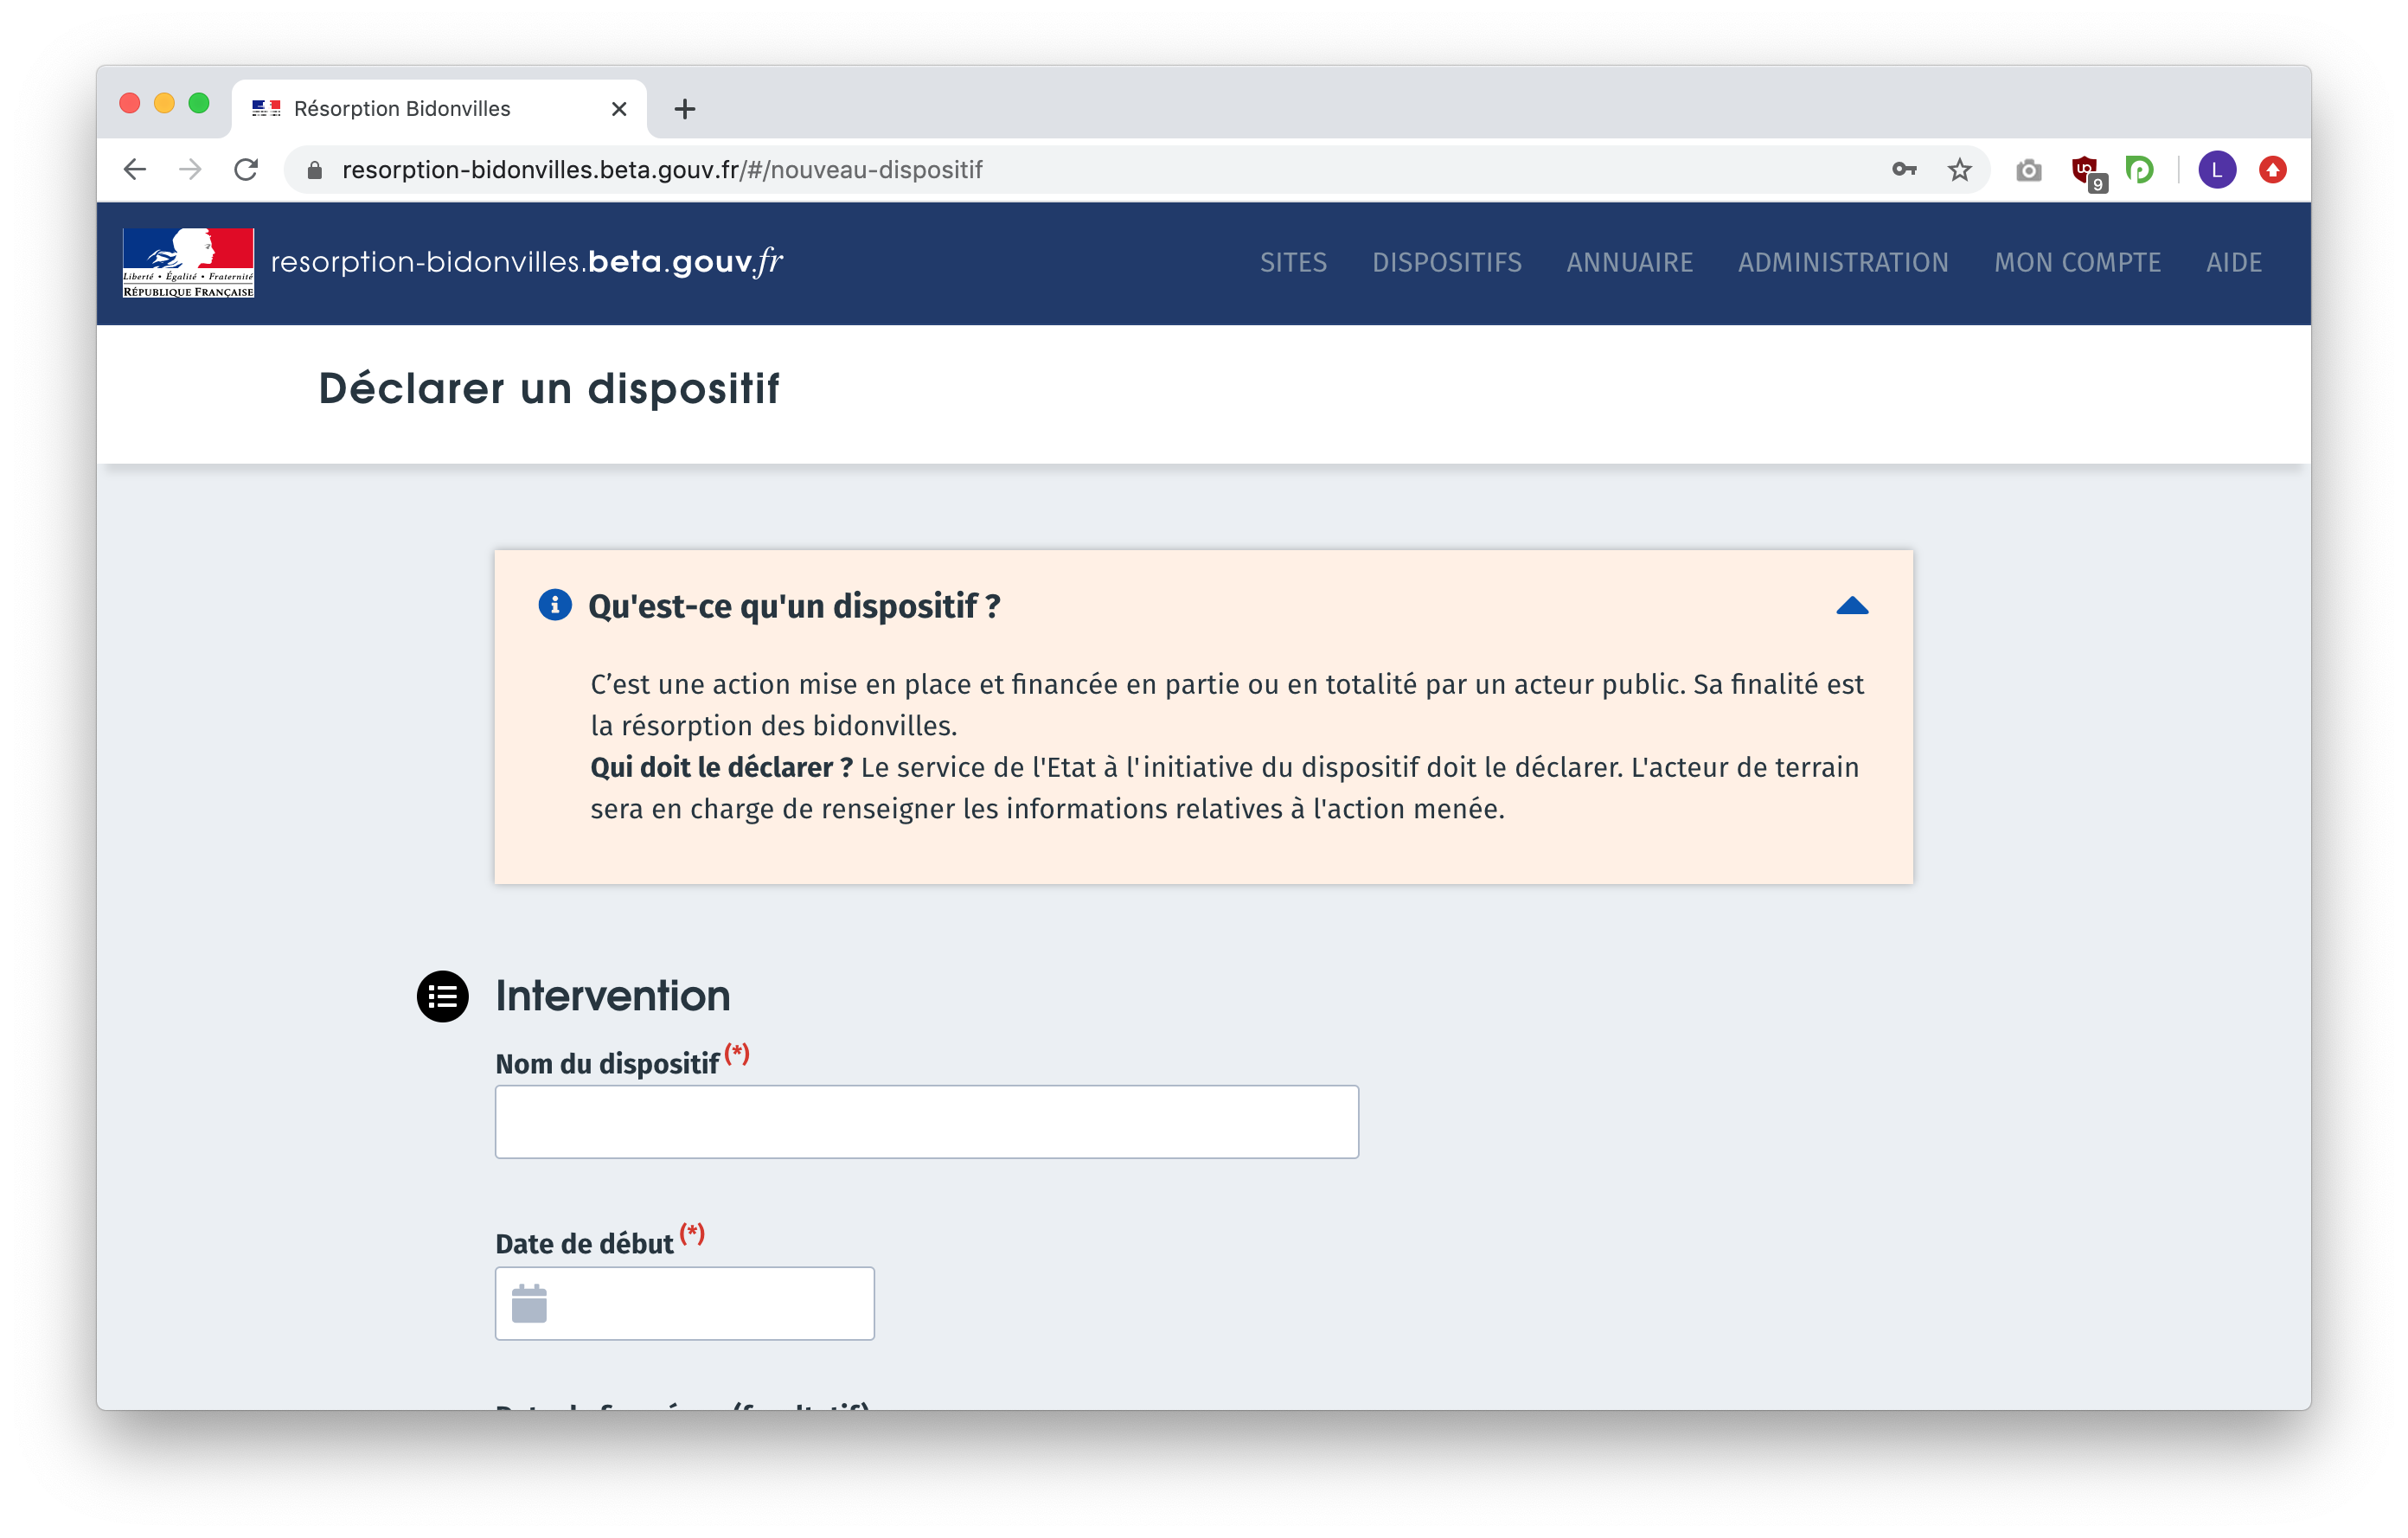 Résorption Bidonvilles
resorption-bidonvilles.beta.gouv.fr/#/nouveau-dispositif
9
L
Liberté • Égalité • Fraternité
RÉPUBLIQUE FRANÇAISE
resorption-bidonvilles.beta.gouv.fr
SITES DISPOSITIFS ANNUAIRE ADMINISTRATION MON COMPTE AIDE
Déclarer un dispositif
Qu'est-ce qu'un dispositif ?
C’est une action mise en place et financée en partie ou en totalité par un acteur public. Sa finalité est
la résorption des bidonvilles.
Qui doit le déclarer ? Le service de l'Etat à l'initiative du dispositif doit le déclarer. L'acteur de terrain
sera en charge de renseigner les informations relatives à l'action menée.
Intervention
Nom du dispositif (*)
Date de début (*)